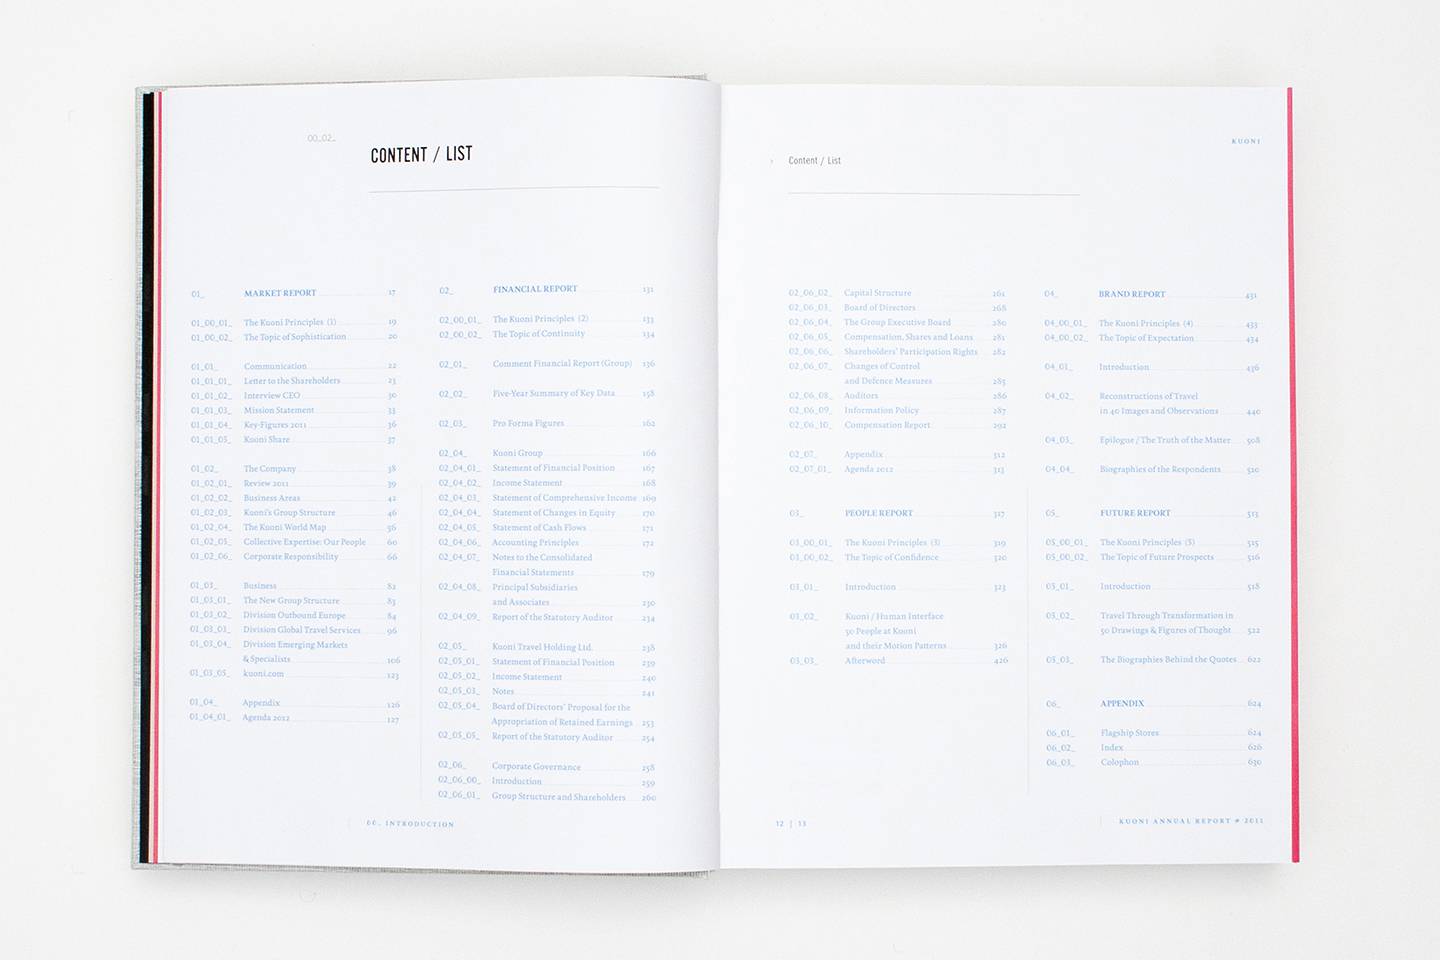 00_02_
CONTENT / LIST
01_ MARKET REPORT 17
01_00_01_ The Kuoni Principles (1) 19
01_00_02_ The Topic of Sophistication 20
01_01_ Communication 22
01_01_01_ Letter to the Shareholders 23
01_01_02_ Interview CEO 30
01_01_03_ Mission Statement 33
01_01_04_ Key-Figures 2011 36
01_01_05_ Kuoni Share 37
01_02_ The Company 38
01_02_01_ Review 2011 39
01_02_02_ Business Areas 42
01_02_03_ Kuoni's Group Structure 46
01_02_04_ The Kuoni World Map 56
01_02_05_ Collective Expertise: Our People 60
01_02_06_ Corporate Responsibility 66
01_03_ Business 82
01_03_01_ The New Group Structure 83
01_03_02_ Division Outbound Europe 84
01_03_03_ Division Global Travel Services 96
01_03_04_ Division Emerging Markets
& Specialists 106
01_03_05_ kuoni.com 123
01_04_ Appendix 126
01_04_01_ Agenda 2012 127
02_ FINANCIAL REPORT 131
02_00_01_ The Kuoni Principles (2) 133
02_00_02_ The Topic of Continuity 134
02_01_ Comment Financial Report (Group) 136
02_02_ Five-Year Summary of Key Data 158
02_03_ Pro Forma Figures 162
02_04_ Kuoni Group 166
02_04_01_ Statement of Financial Position 167
02_04_02_ Income Statement 168
02_04_03_ Statement of Comprehensive Income 169
02_04_04_ Statement of Changes in Equity 170
02_04_05_ Statement of Cash Flows 171
02_04_06_ Accounting Principles 172
02_04_07_ Notes to the Consolidated
Financial Statements 179
02_04_08_ Principal Subsidiaries
and Associates 230
02_04_09_ Report of the Statutory Auditor 234
02_05_ Kuoni Travel Holding Ltd. 238
02_05_01_ Statement of Financial Position 239
02_05_02_ Income Statement 240
02_05_03_ Notes 241
02_05_04_ Board of Directors' Proposal for the
Appropriation of Retained Earnings 253
02_05_05_ Report of the Statutory Auditor 254
02_06_ Corporate Governance 258
02_06_00_ Introduction 259
02_06_01_ Group Structure and Shareholders 260
00_ INTRODUCTION
KUONI
› Content / List
02_06_02_ Capital Structure 261
02_06_03_ Board of Directors 268
02_06_04_ The Group Executive Board 280
02_06_05_ Compensation, Shares and Loans 281
02_06_06_ Shareholders' Participation Rights 282
02_06_07_ Changes of Control
and Defence Measures 285
02_06_08_ Auditors 286
02_06_09_ Information Policy 287
02_06_10_ Compensation Report 292
02_07_ Appendix 312
02_07_01_ Agenda 2012 313
03_ PEOPLE REPORT 317
03_00_01_ The Kuoni Principles (3) 319
03_00_02_ The Topic of Confidence 320
03_01_ Introduction 323
03_02_ Kuoni / Human Interface
50 People at Kuoni
and their Motion Patterns 326
03_03_ Afterword 426
04_ BRAND REPORT 431
04_00_01_ The Kuoni Principles (4) 433
04_00_02_ The Topic of Expectation 434
04_01_ Introduction 436
04_02_ Reconstructions of Travel
in 40 Images and Observations 440
04_03_ Epilogue / The Truth of the Matter 508
04_04_ Biographies of the Respondents 520
05_ FUTURE REPORT 513
05_00_01_ The Kuoni Principles (5) 515
05_00_02_ The Topic of Future Prospects 516
05_01_ Introduction 518
05_02_ Travel Through Transformation in
50 Drawings & Figures of Thought 522
05_03_ The Biographies Behind the Quotes 622
06_ APPENDIX 624
06_01_ Flagship Stores 624
06_02_ Index 626
06_03_ Colophon 630
12 | 13
KUONI ANNUAL REPORT # 2011